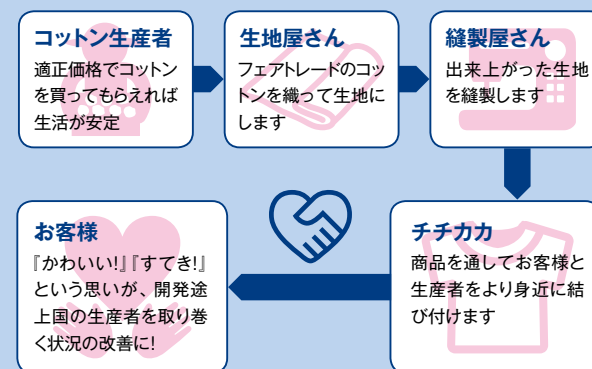 コットン生産者
適正価格でコットン
を買ってもらえれば
生活が安定
生地屋さん
フェアトレードのコッ
トンを織って生地に
します
縫製屋さん
出来上がった生地
を縫製します
チチカカ
商品を通してお客様と
生産者をより身近に結
び付けます
お客様
『かわいい!』『すてき!』
という思いが、開発途
上国の生産者を取り巻
く状況の改善に!